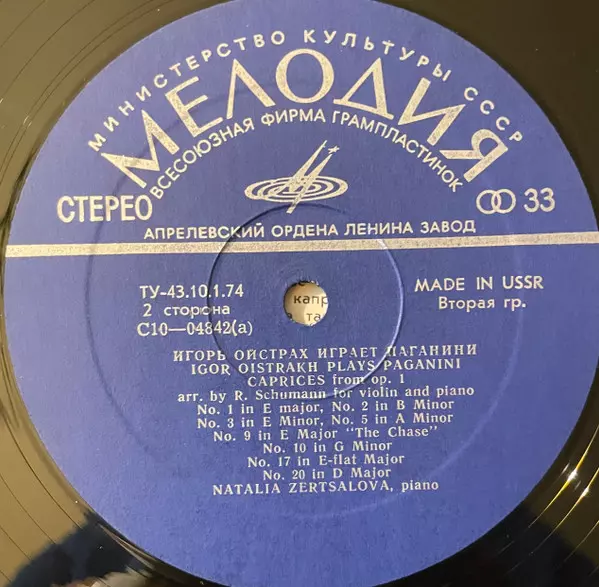 МИНИСТЕРСТВО КУЛЬТУРЫ СССР
МЕЛОДИЯ
ВСЕСОЮЗНАЯ ФИРМА ГРАМПЛАСТИНОК
СТЕРЕО
33
АПРЕЛЕВСКИЙ ОРДЕНА ЛЕНИНА ЗАВОД
ТУ-43.10.1.74
2 сторона
С10—04842(а)
MADE IN USSR
Вторая гр.
капр
та
ИГОРЬ ОЙСТРАХ ИГРАЕТ ПАГАНИНИ
IGOR OISTRAKH PLAYS PAGANINI
CAPRICES from op. 1
arr. by R. Schumann for violin and piano
No. 1 in E major, No. 2 in B Minor
No. 3 in E Minor, No. 5 in A Minor
No. 9 in E Major "The Chase"
No. 10 in G Minor
No. 17 in E-flat Major
No. 20 in D Major
NATALIA ZERTSALOVA, piano